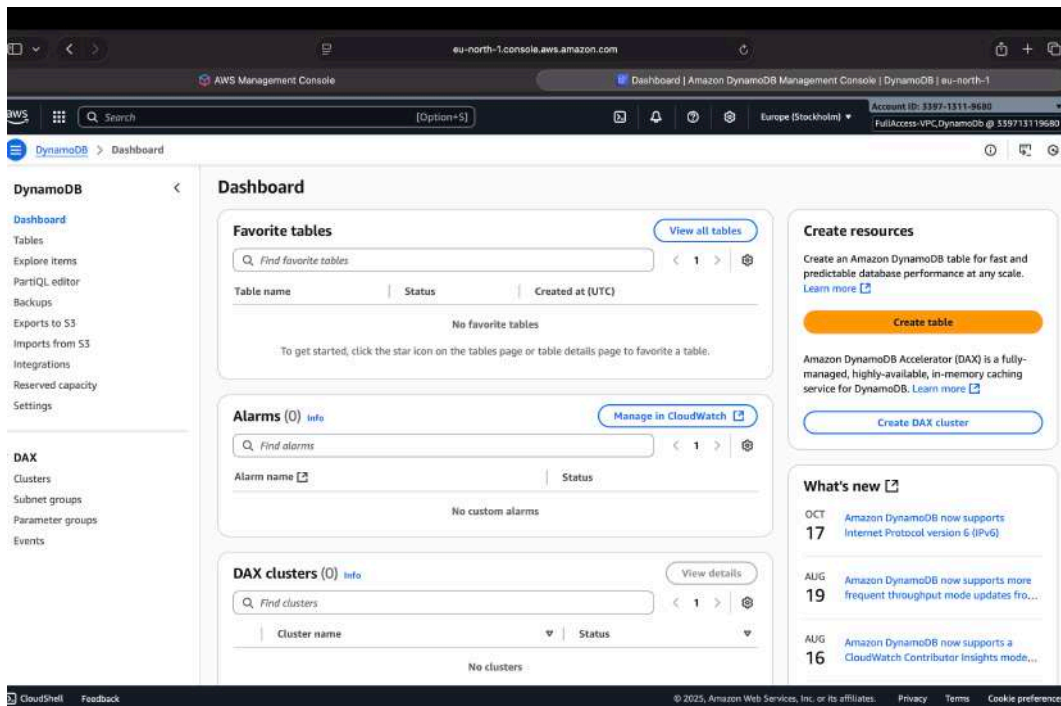 eu-north-1.console.aws.amazon.com
AWS Management Console
Dashboard | Amazon DynamoDB Management Console | DynamoDB | eu-north-1
aws
Search
[Option+S]
Europe (Stockholm)
Account ID: 3397-1311-9680
FullAccess-VPC,DynamoDb @ 339713119680
DynamoDB > Dashboard
DynamoDB
Dashboard
Tables
Explore items
PartiQL editor
Backups
Exports to S3
Imports from S3
Integrations
Reserved capacity
Settings
DAX
Clusters
Subnet groups
Parameter groups
Events
Dashboard
Favorite tables
View all tables
Find favorite tables
1
Table name Status Created at (UTC)
No favorite tables
To get started, click the star icon on the tables page or table details page to favorite a table.
Alarms (0) Info
Manage in CloudWatch
Find alarms
1
Alarm name Status
No custom alarms
DAX clusters (0) Info
View details
Find clusters
1
Cluster name Status
No clusters
Create resources
Create an Amazon DynamoDB table for fast and
predictable database performance at any scale.
Learn more
Create table
Amazon DynamoDB Accelerator (DAX) is a fully-
managed, highly-available, in-memory caching
service for DynamoDB. Learn more
Create DAX cluster
What's new
OCT
17
Amazon DynamoDB now supports
Internet Protocol version 6 (IPv6)
AUG
19
Amazon DynamoDB now supports more
frequent throughput mode updates fro...
AUG
16
Amazon DynamoDB now supports a
CloudWatch Contributor Insights mode...
CloudShell Feedback
© 2025, Amazon Web Services, Inc. or its affiliates. Privacy Terms Cookie preference